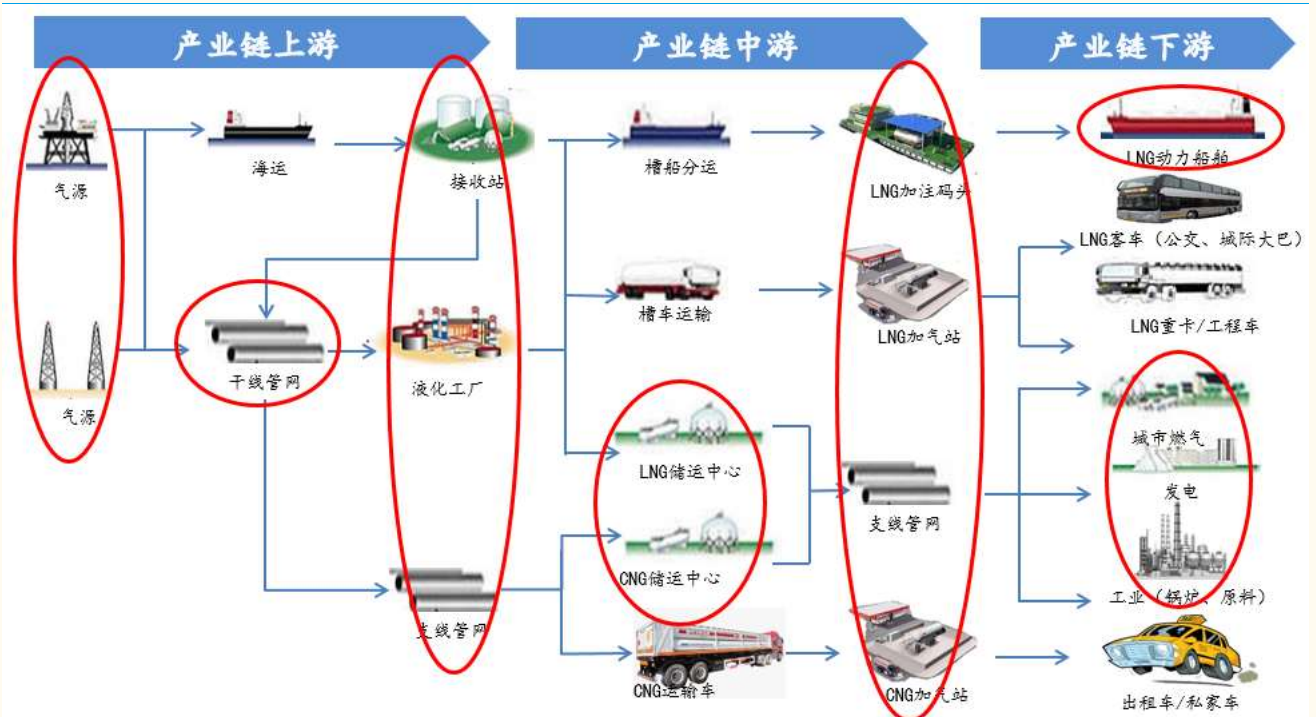 产业链上游
产业链中游
产业链下游
气源
海运
接收站
槽船分运
LNG加注码头
LNG动力船舶
LNG客车（公交、城际大巴）
槽车运输
LNG加气站
LNG重卡/工程车
气源
干线管网
液化工厂
LNG储运中心
支线管网
城市燃气
发电
CNG储运中心
工业（锅炉、原料）
支线管网
CNG运输车
CNG加气站
出租车/私家车